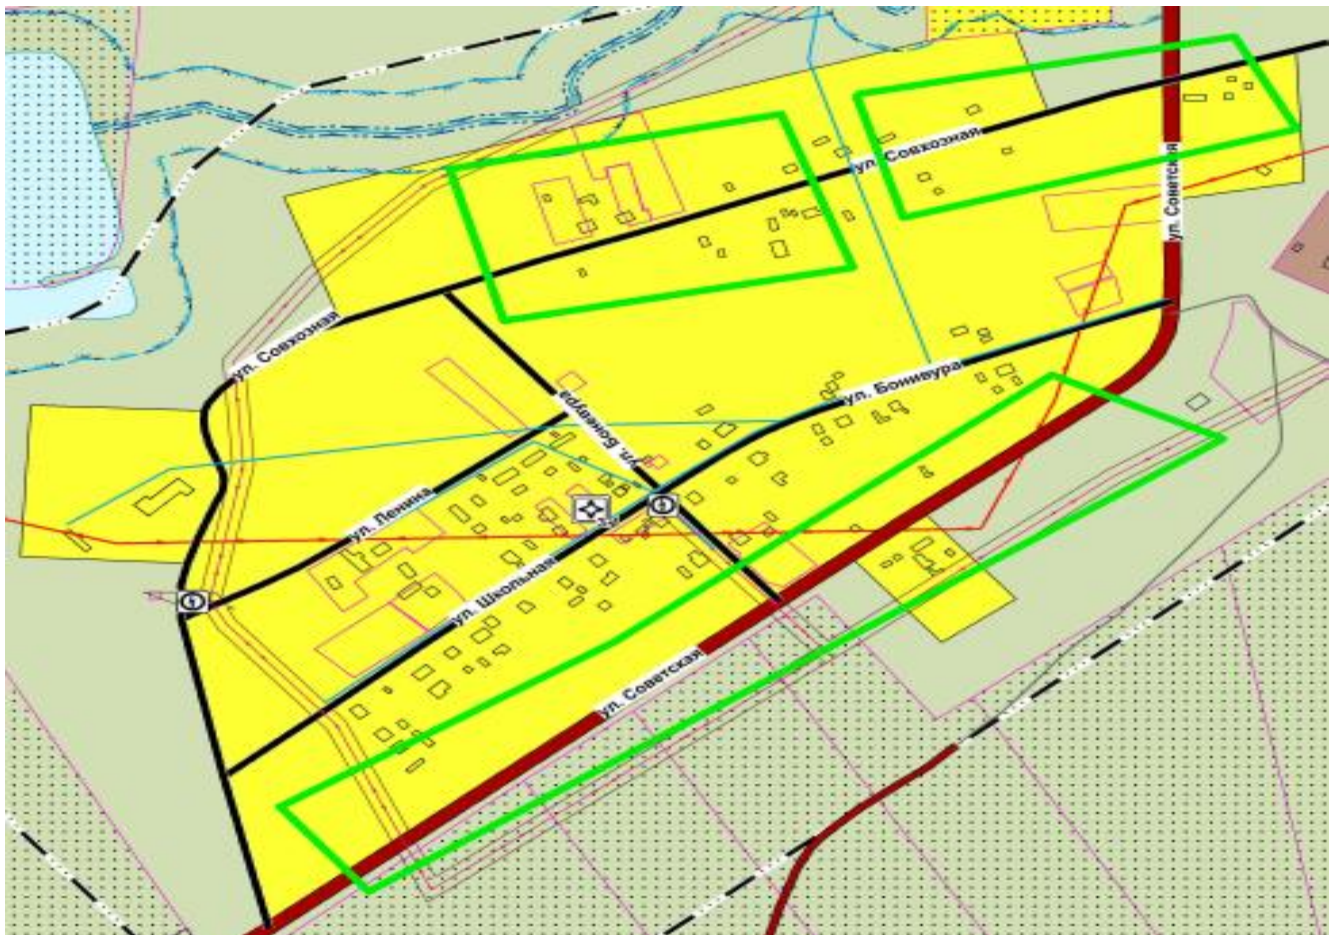 ул. Совхозная
ул. Советская
ул. Совхозная
ул. Бонивура
ул. Бонивура
ул. Ленина
ул. Школьная
ул. Советская